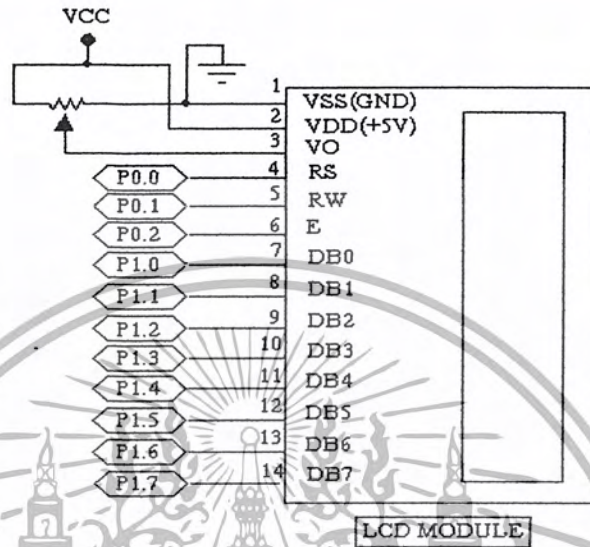 VCC
1 VSS(GND)
2 VDD(+5V)
3 VO
P0.0 4 RS
P0.1 5 RW
P0.2 6 E
P1.0 7 DB0
P1.1 8 DB1
P1.2 9 DB2
P1.3 10 DB3
P1.4 11 DB4
P1.5 12 DB5
P1.6 13 DB6
P1.7 14 DB7
LCD MODULE